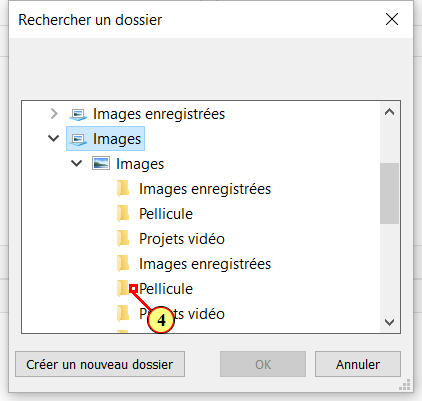 Rechercher un dossier
Images enregistrées
Images
Images
Images enregistrées
Pellicule
Projets vidéo
Images enregistrées
Pellicule
vidéo
4
Créer un nouveau dossier
OK
Annuler